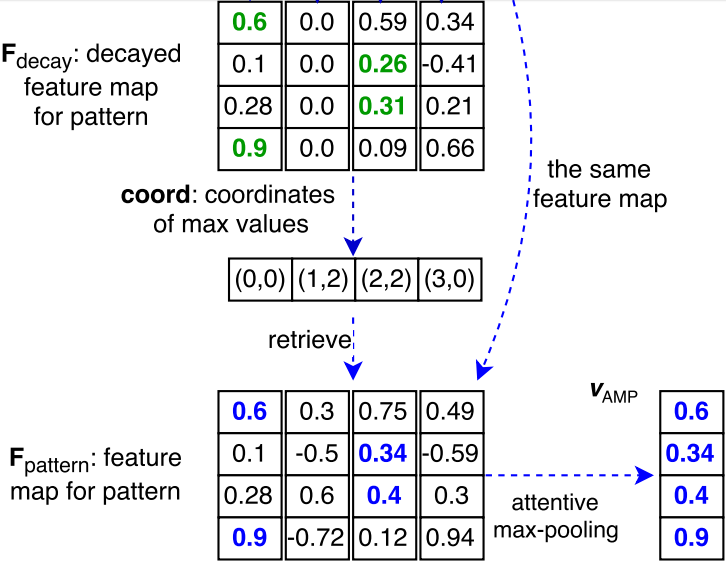 0.6 0.0 0.59 0.34
F_decay: decayed
feature map
for pattern
0.1 0.0 0.26 -0.41
0.28 0.0 0.31 0.21
0.9 0.0 0.09 0.66
the same
feature map
coord: coordinates
of max values
(0,0) (1,2) (2,2) (3,0)
retrieve
v_AMP
0.6 0.3 0.75 0.49
F_pattern: feature
map for pattern
0.1 -0.5 0.34 -0.59
0.28 0.6 0.4 0.3
0.9 -0.72 0.12 0.94
attentive
max-pooling
0.6
0.34
0.4
0.9